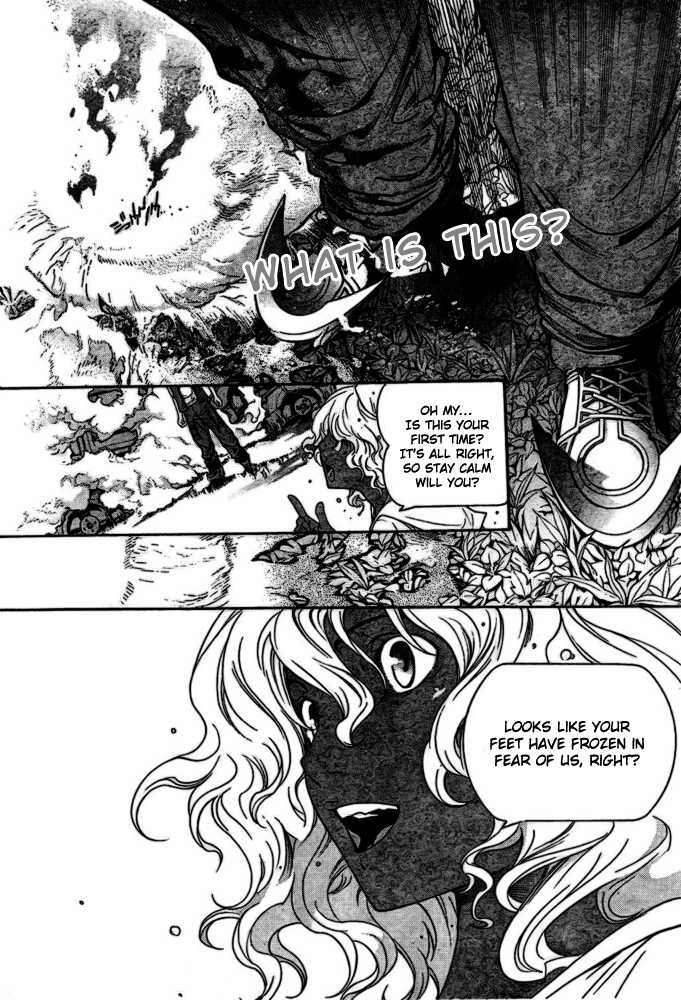 WHAT IS THIS?
OH MY...
IS THIS YOUR
FIRST TIME?
IT'S ALL RIGHT,
SO STAY CALM
WILL YOU?
LOOKS LIKE YOUR
FEET HAVE FROZEN IN
FEAR OF US, RIGHT?